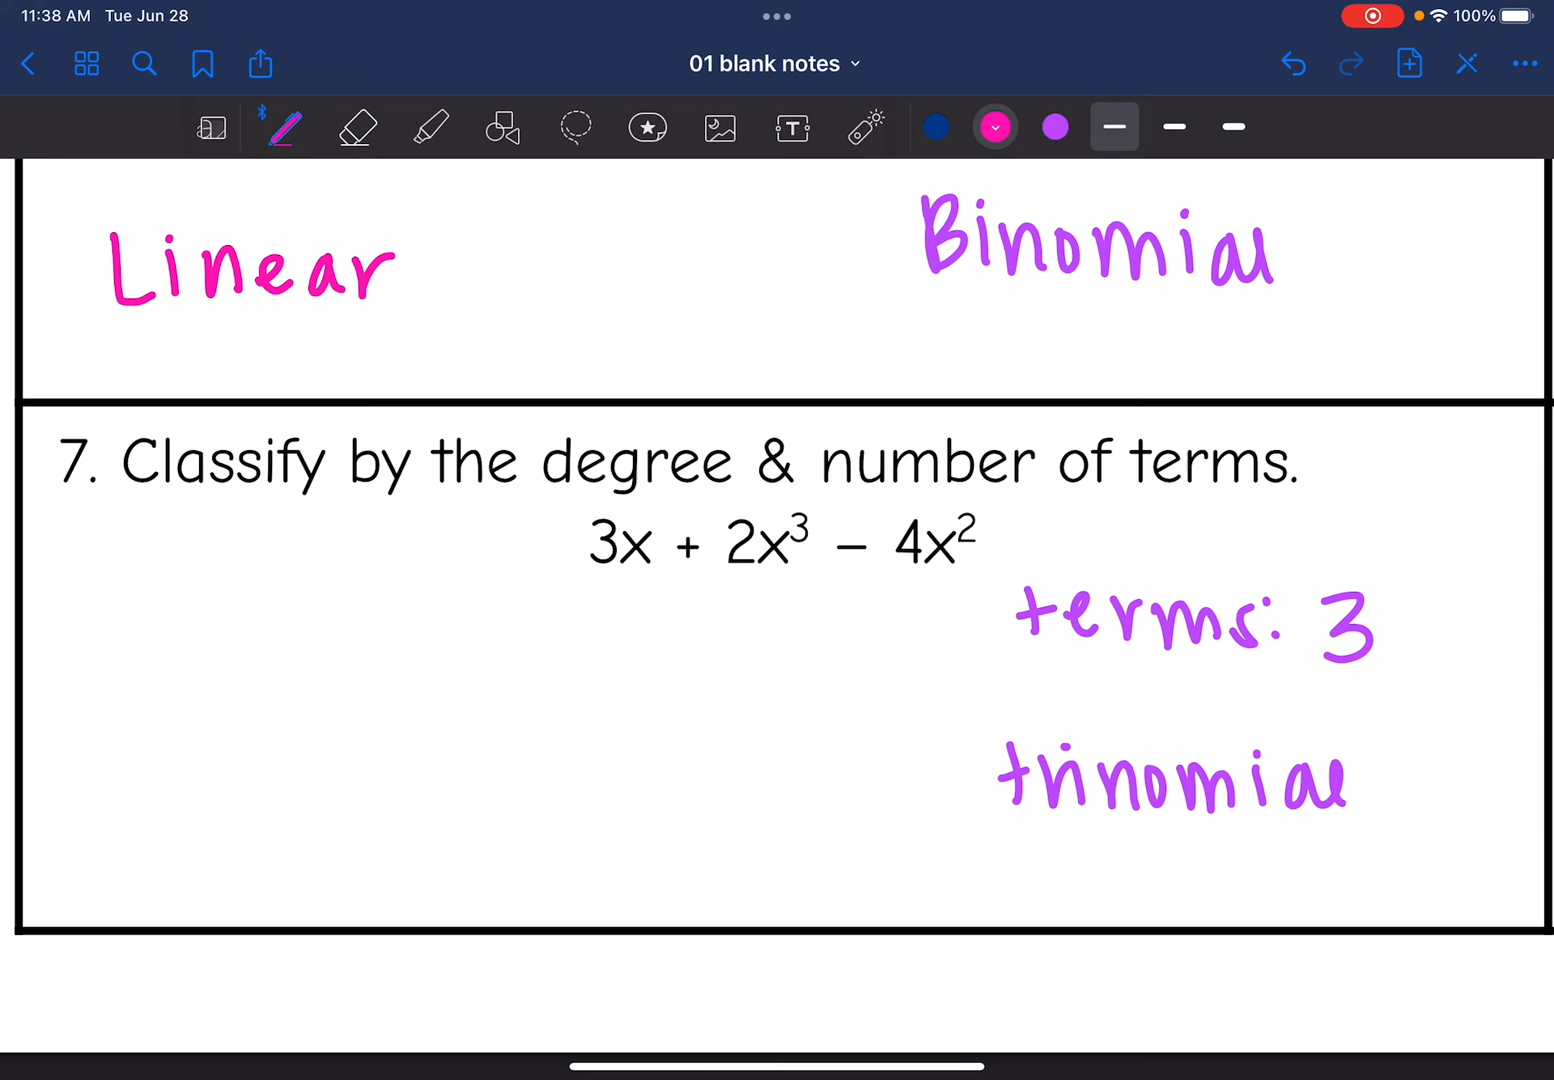 11:38 AM Tue Jun 28
100%
01 blank notes
T
Linear
Binomial
7. Classify by the degree & number of terms.
3x + 2x³ – 4x²
terms: 3
trinomial